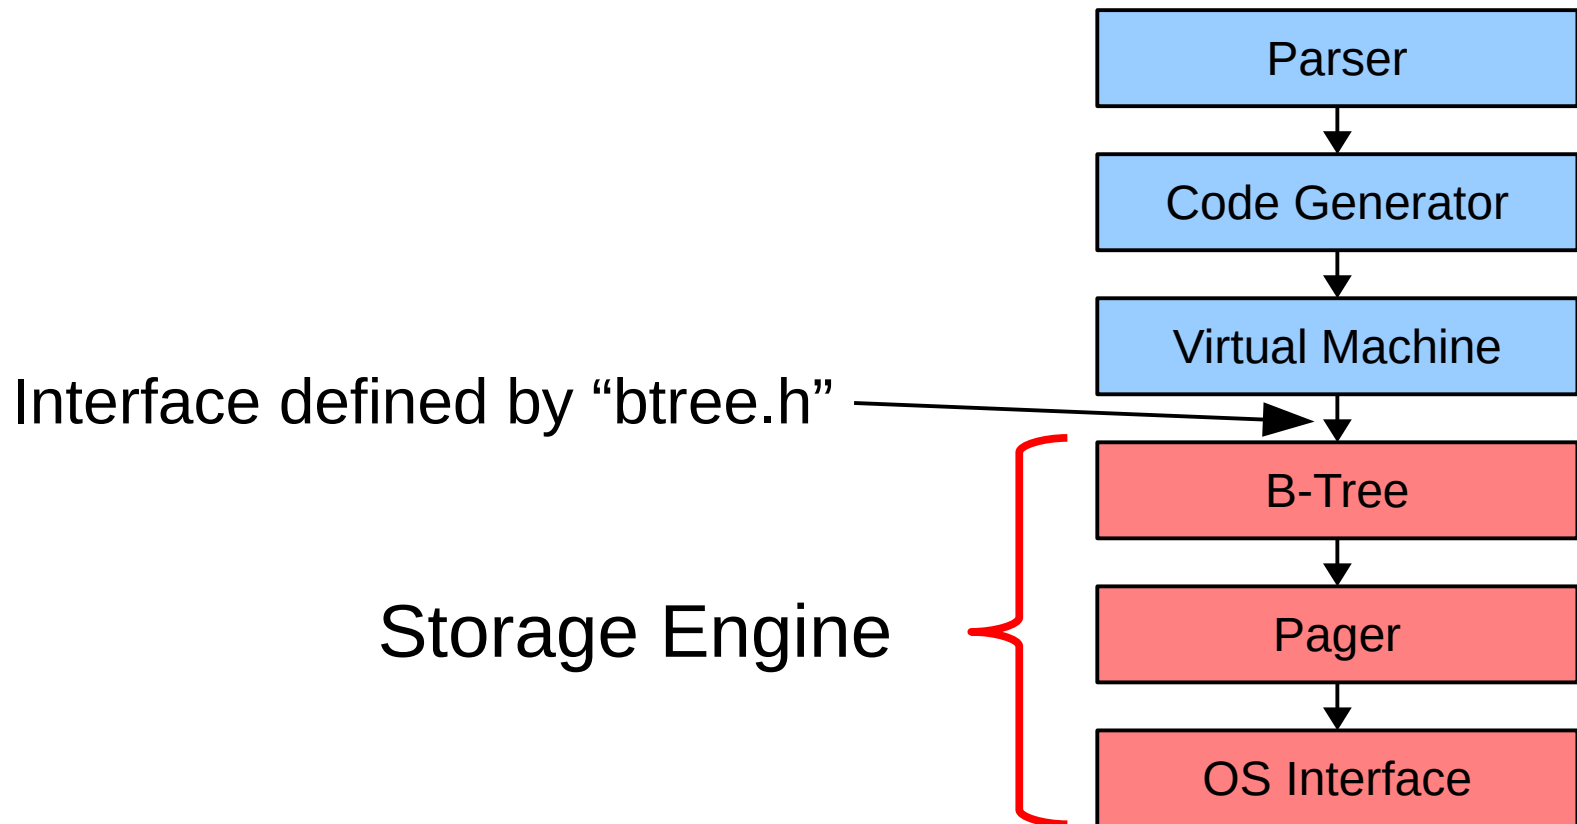 Parser
Code Generator
Virtual Machine
Interface defined by “btree.h”
B-Tree
Storage Engine
Pager
OS Interface